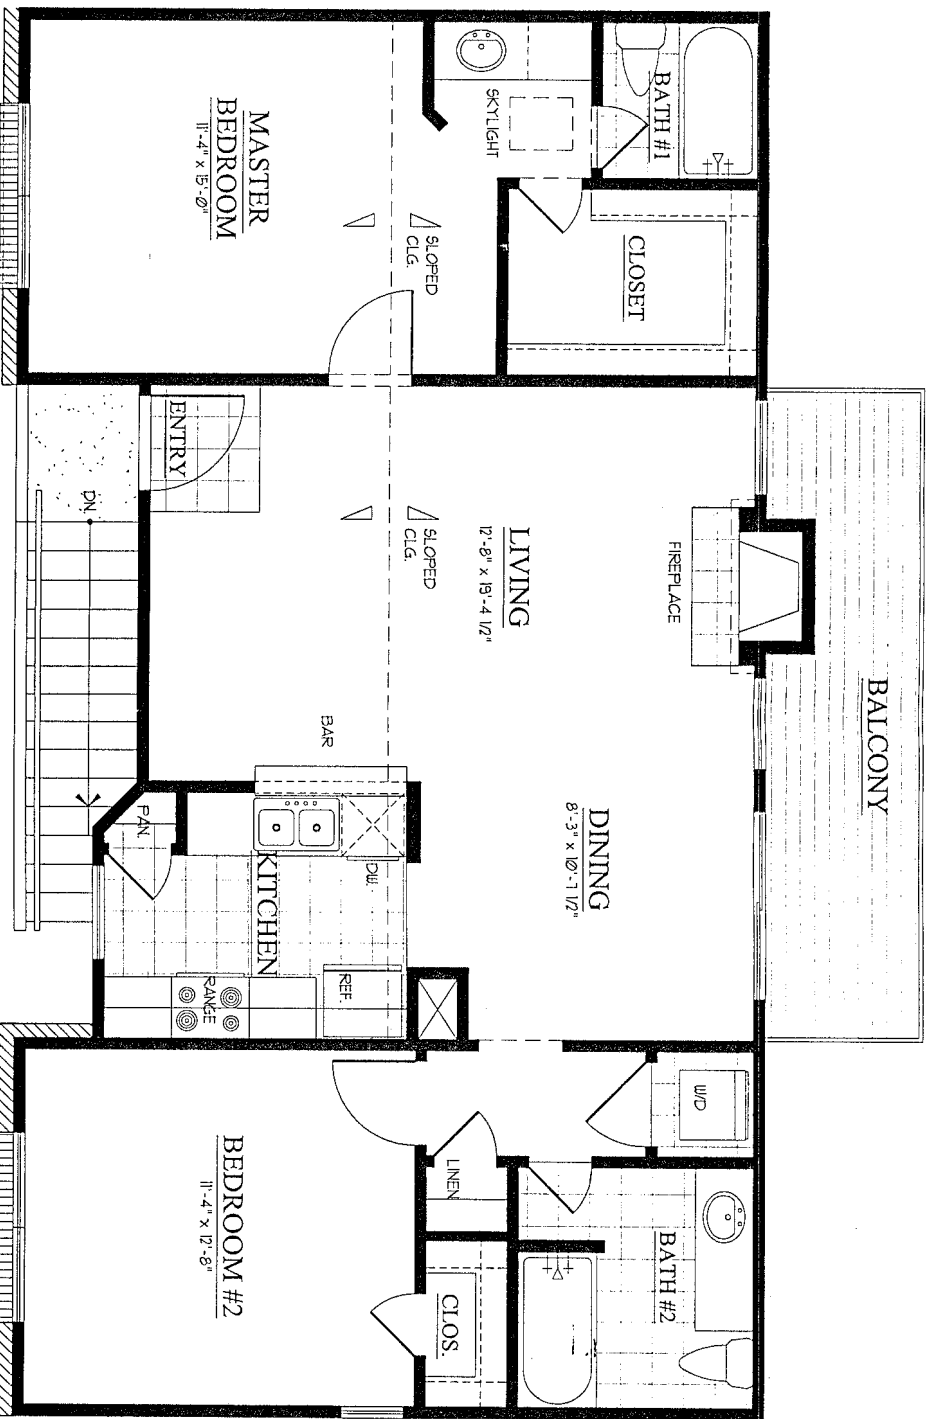 BALCONY
BATH #1
SKYLIGHT
CLOSET
MASTER
BEDROOM
11'-4" x 15'-0"
SLOPED
CLG.
FIREPLACE
LIVING
12'-8" x 19'-4 1/2"
SLOPED
CLG.
ENTRY
DN.
BAR
DINING
8'-3" x 10'-7 1/2"
PAN.
KITCHEN
DW.
REF.
RANGE
W/D
LINEN
BATH #2
CLOS.
BEDROOM #2
11'-4" x 12'-8"